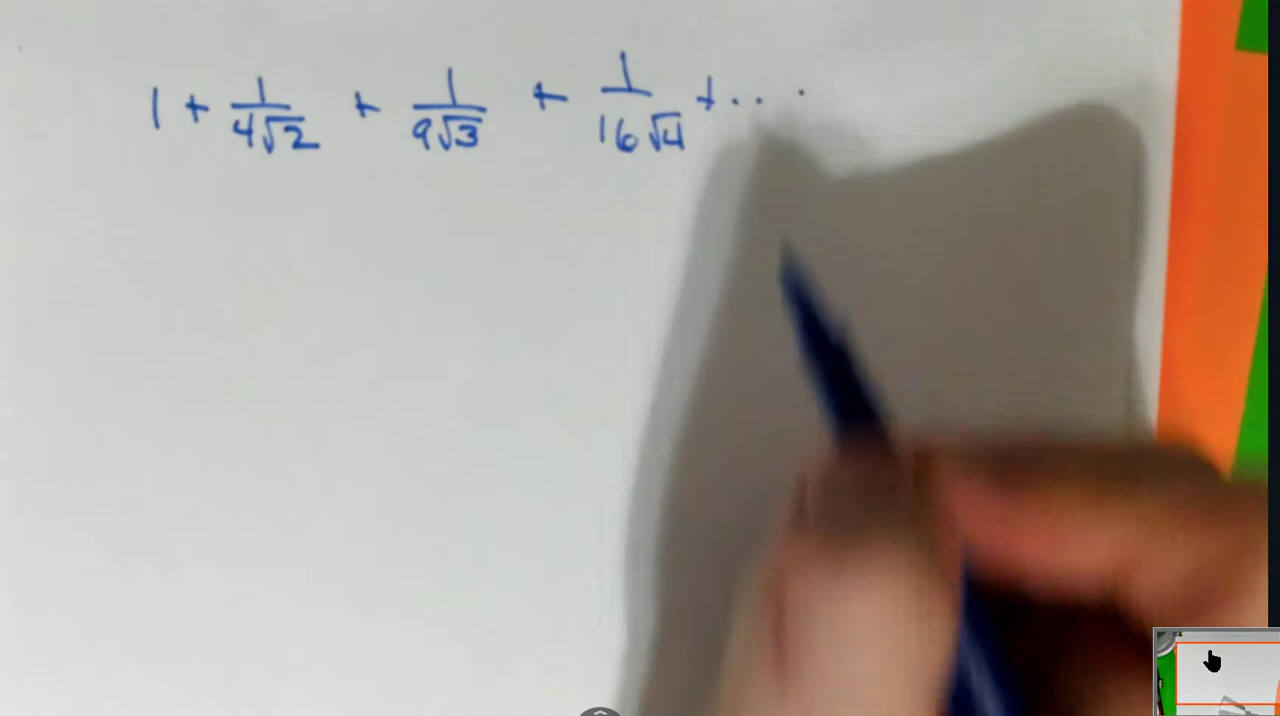 1 + 1/4√2 + 1/9√3 + 1/16√4 + ...